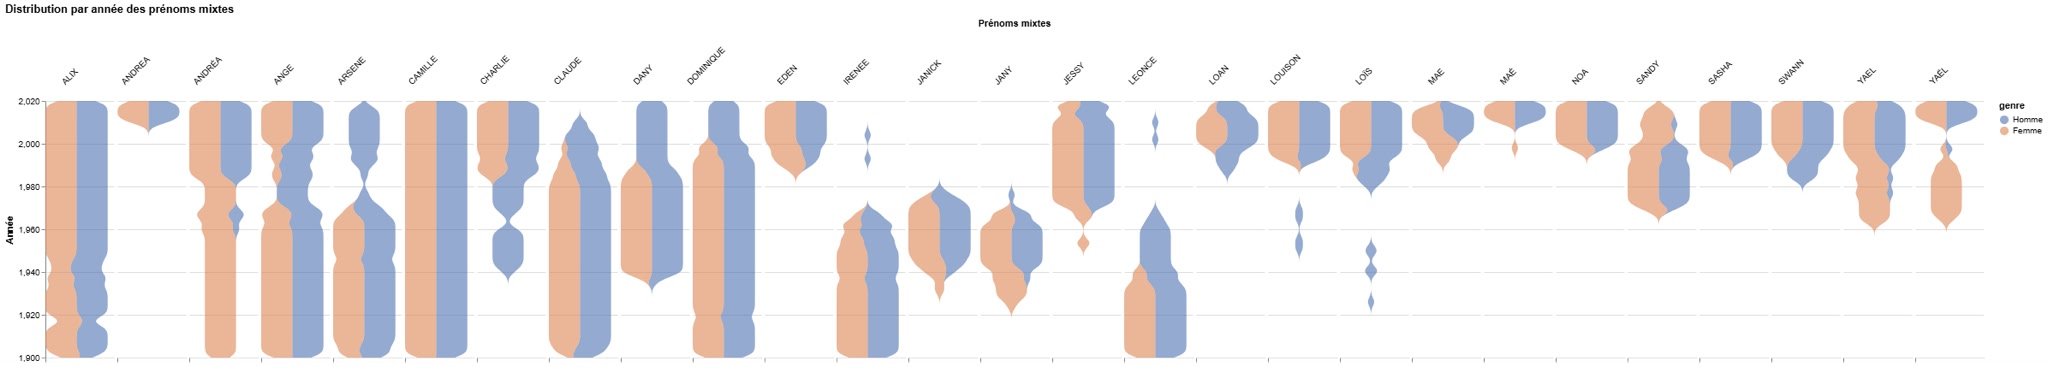 Distribution par année des prénoms mixtes
Prénoms mixtes
ALIX
ANDREA
ANDRÉA
ANGE
ARSENE
CAMILLE
CHARLIE
CLAUDE
DANY
DOMINIQUE
EDEN
IRENEE
JANICK
JANY
JESSY
LEONCE
LOAN
LOUISON
LOÏS
MAE
MAÉ
NOA
SANDY
SASHA
SWANN
YAEL
YAËL
2,020
2,000
1,980
1,960
1,940
1,920
1,900
Année
genre
Homme
Femme